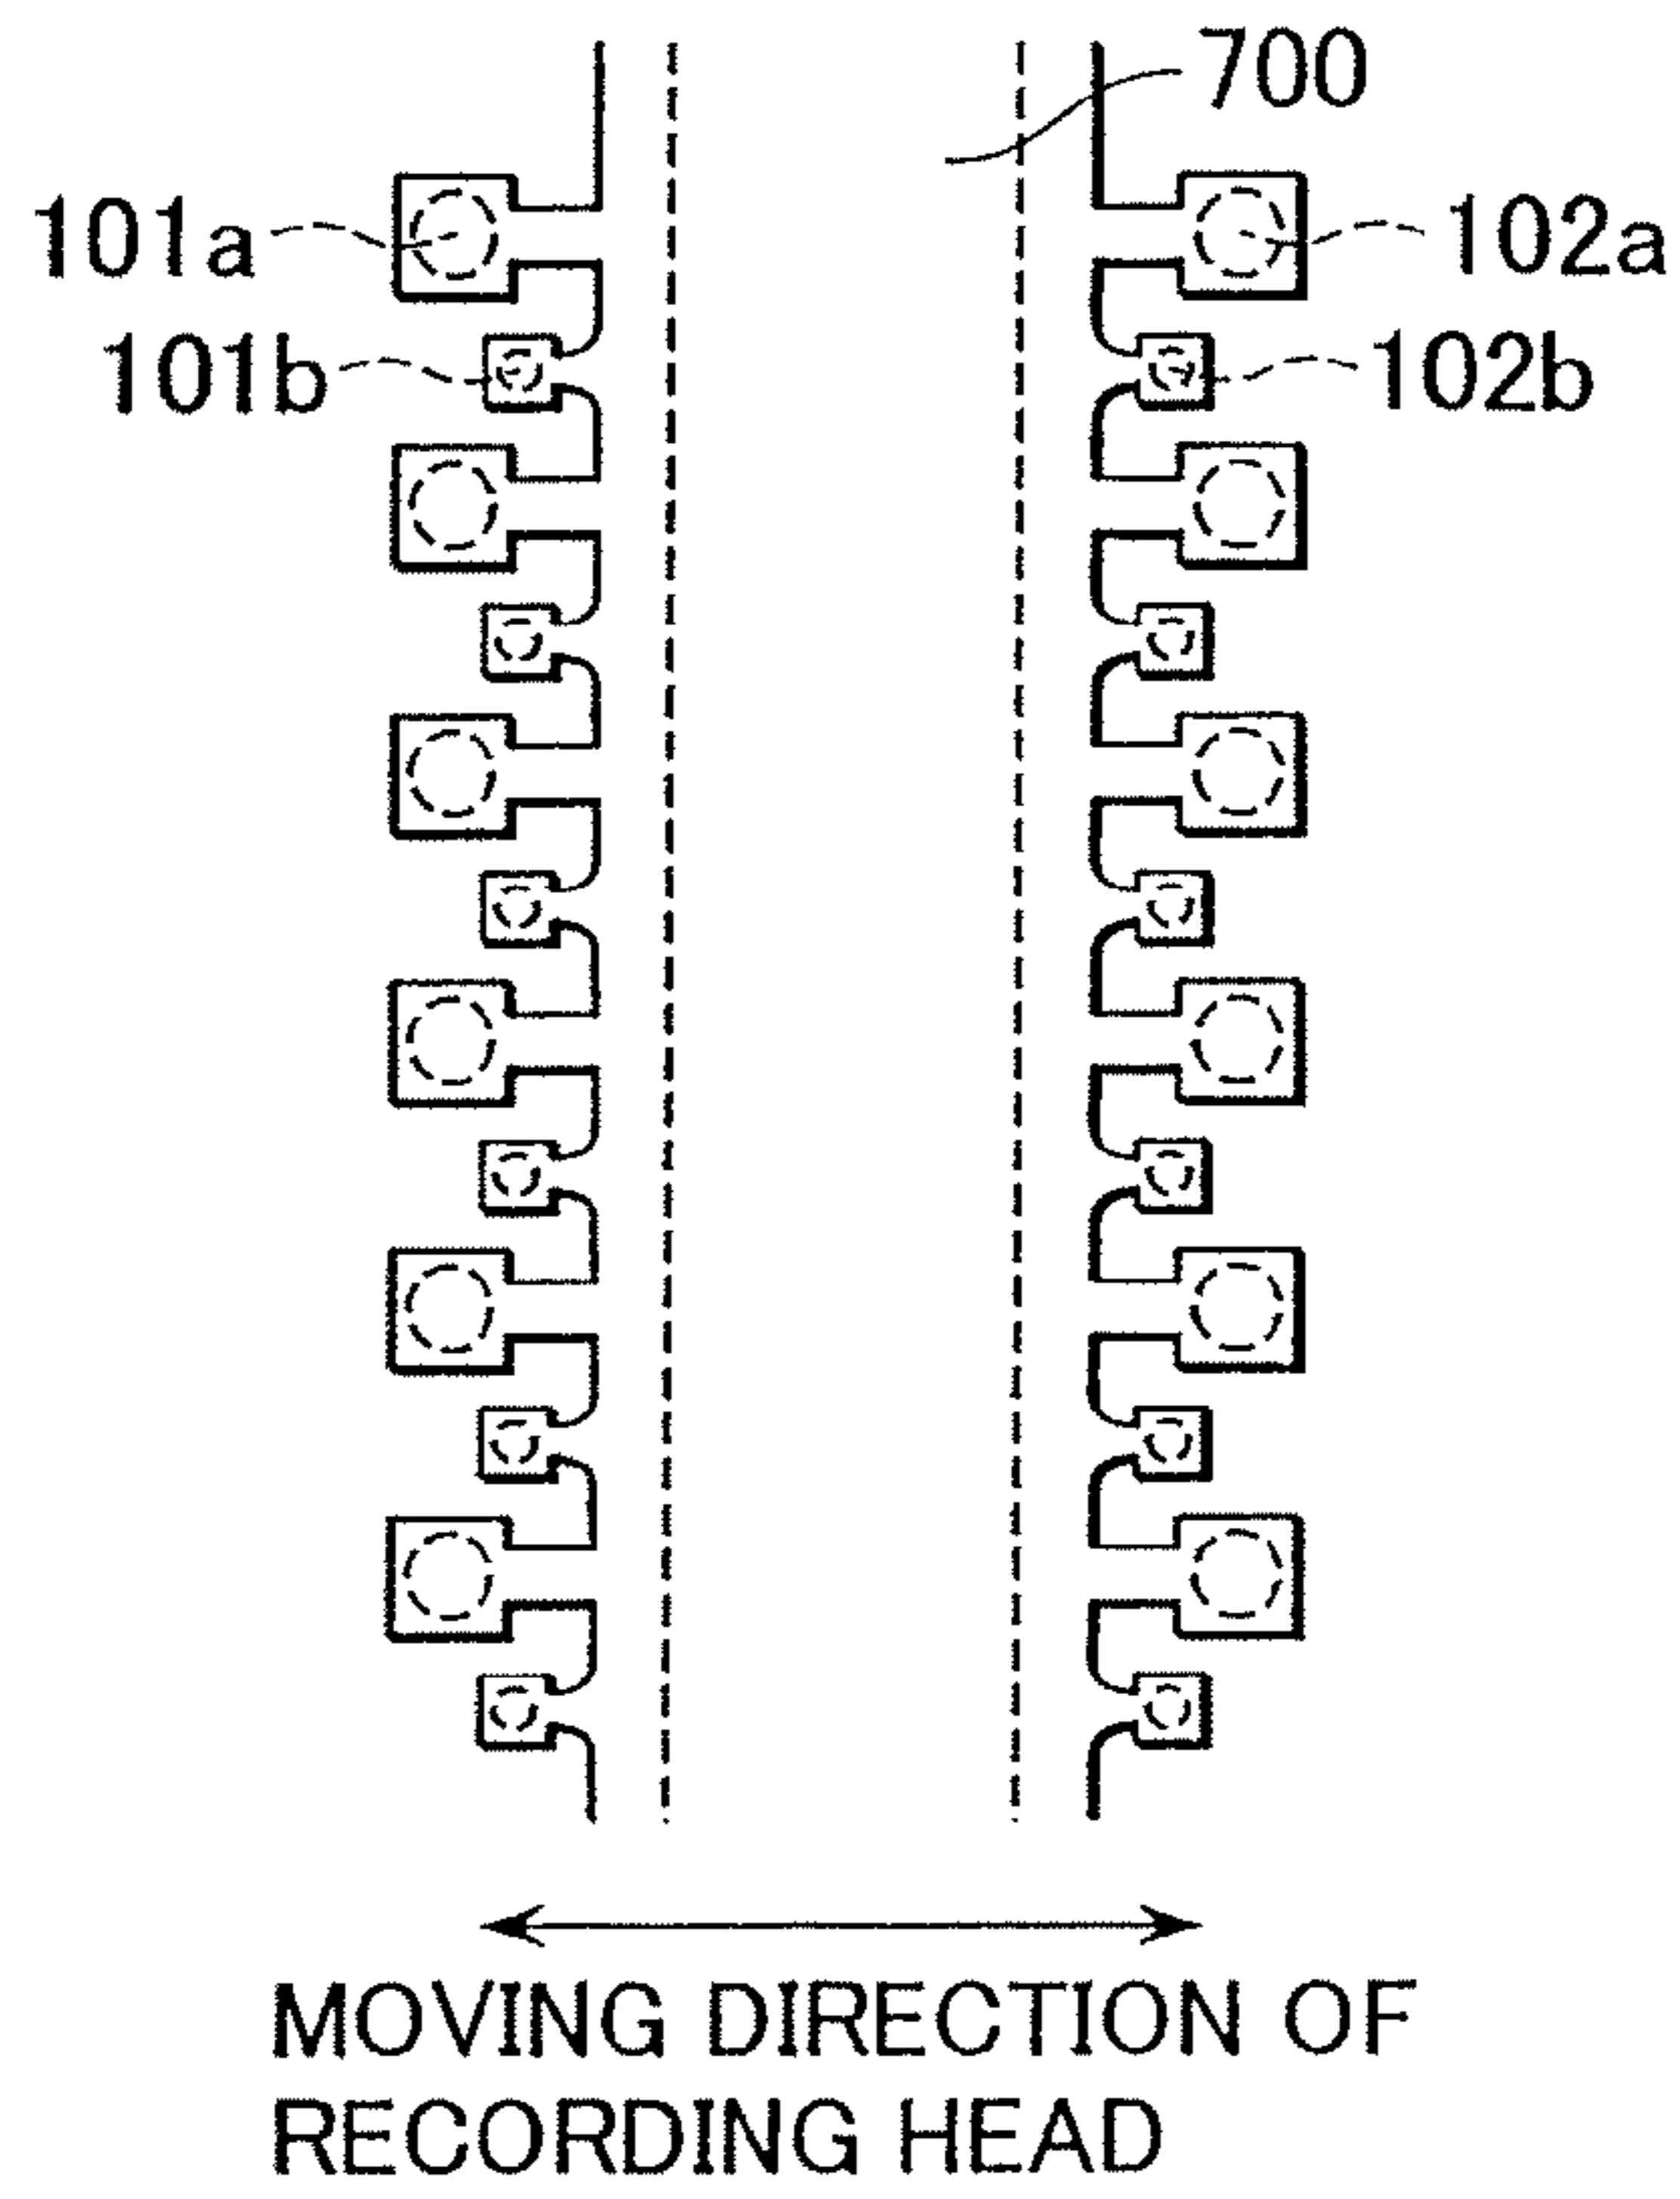 700
101a
102a
101b
102b
MOVING DIRECTION OF
RECORDING HEAD